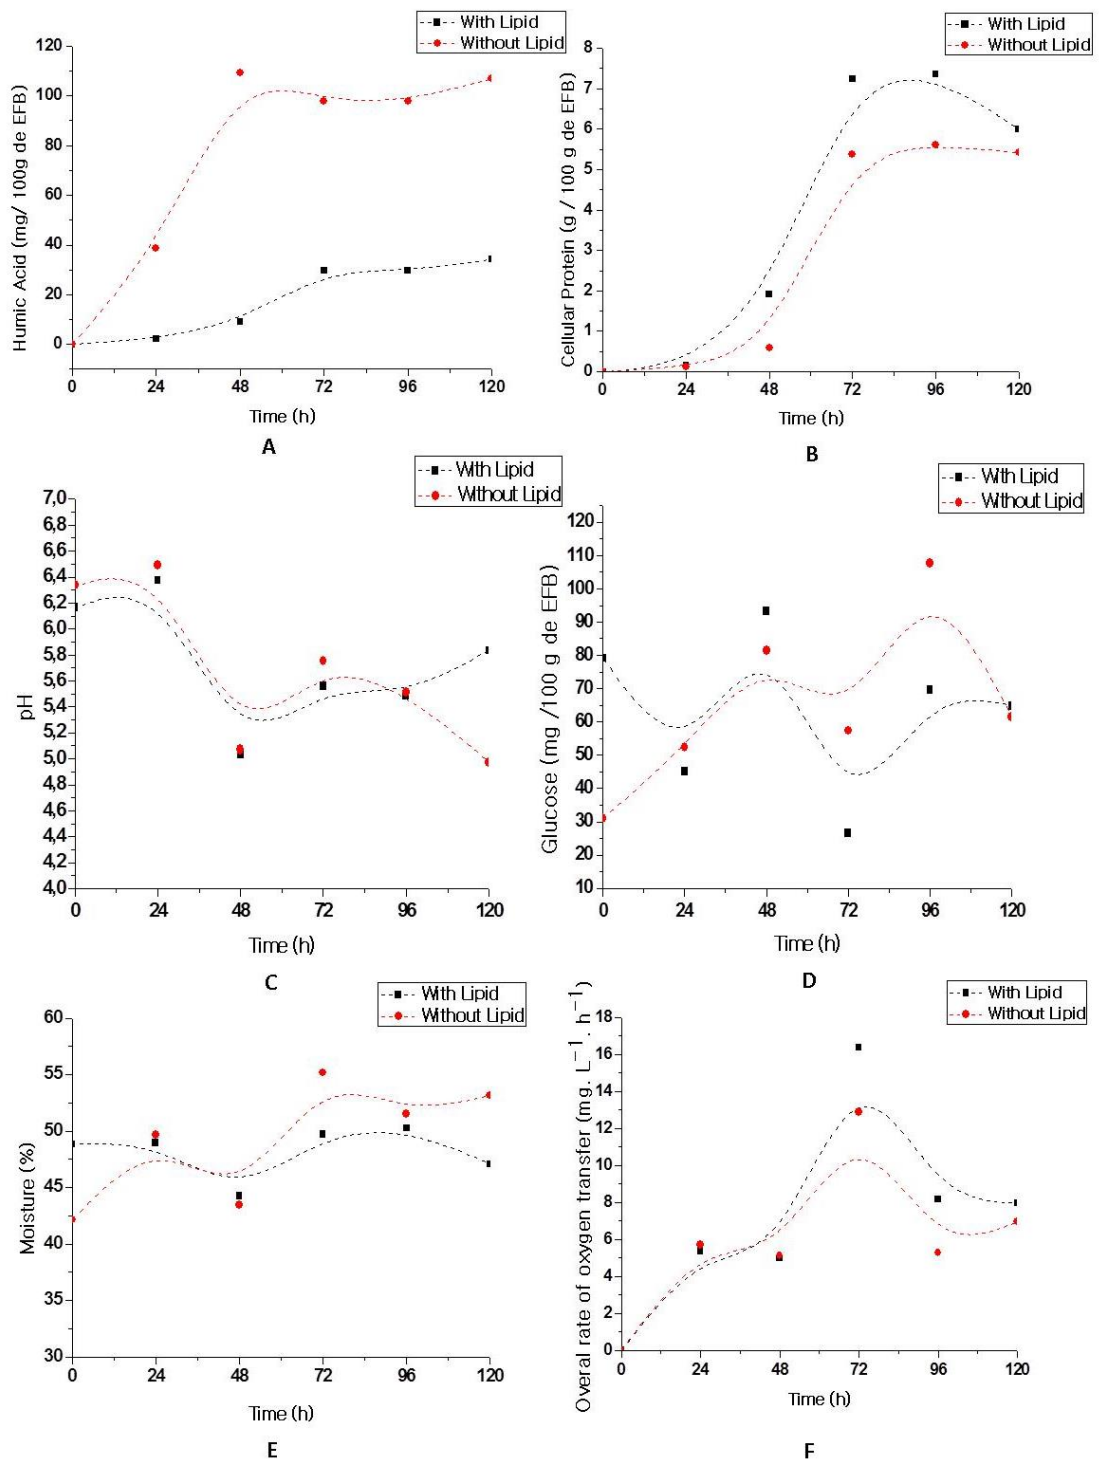 With Lipid
Without Lipid
120
100
80
60
40
20
0
Humic Acid (mg/ 100g de EFB)
0 24 48 72 96 120
Time (h)
A
With Lipid
Without Lipid
8
7
6
5
4
3
2
1
0
Cellular Protein (g / 100 g de EFB)
0 24 48 72 96 120
Time (h)
B
With Lipid
Without Lipid
7,0
6,8
6,6
6,4
6,2
6,0
5,8
5,6
5,4
5,2
5,0
4,8
4,6
4,4
4,2
4,0
pH
0 24 48 72 96 120
Time (h)
C
With Lipid
Without Lipid
120
110
100
90
80
70
60
50
40
30
20
10
Glucose (mg /100 g de EFB)
0 24 48 72 96 120
Time (h)
D
With Lipid
Without Lipid
60
55
50
45
40
35
30
Moisture (%)
0 24 48 72 96 120
Time (h)
E
With Lipid
Without Lipid
18
16
14
12
10
8
6
4
2
0
Overal rate of oxygen transfer (mg. L⁻¹ . h⁻¹)
0 24 48 72 96 120
Time (h)
F